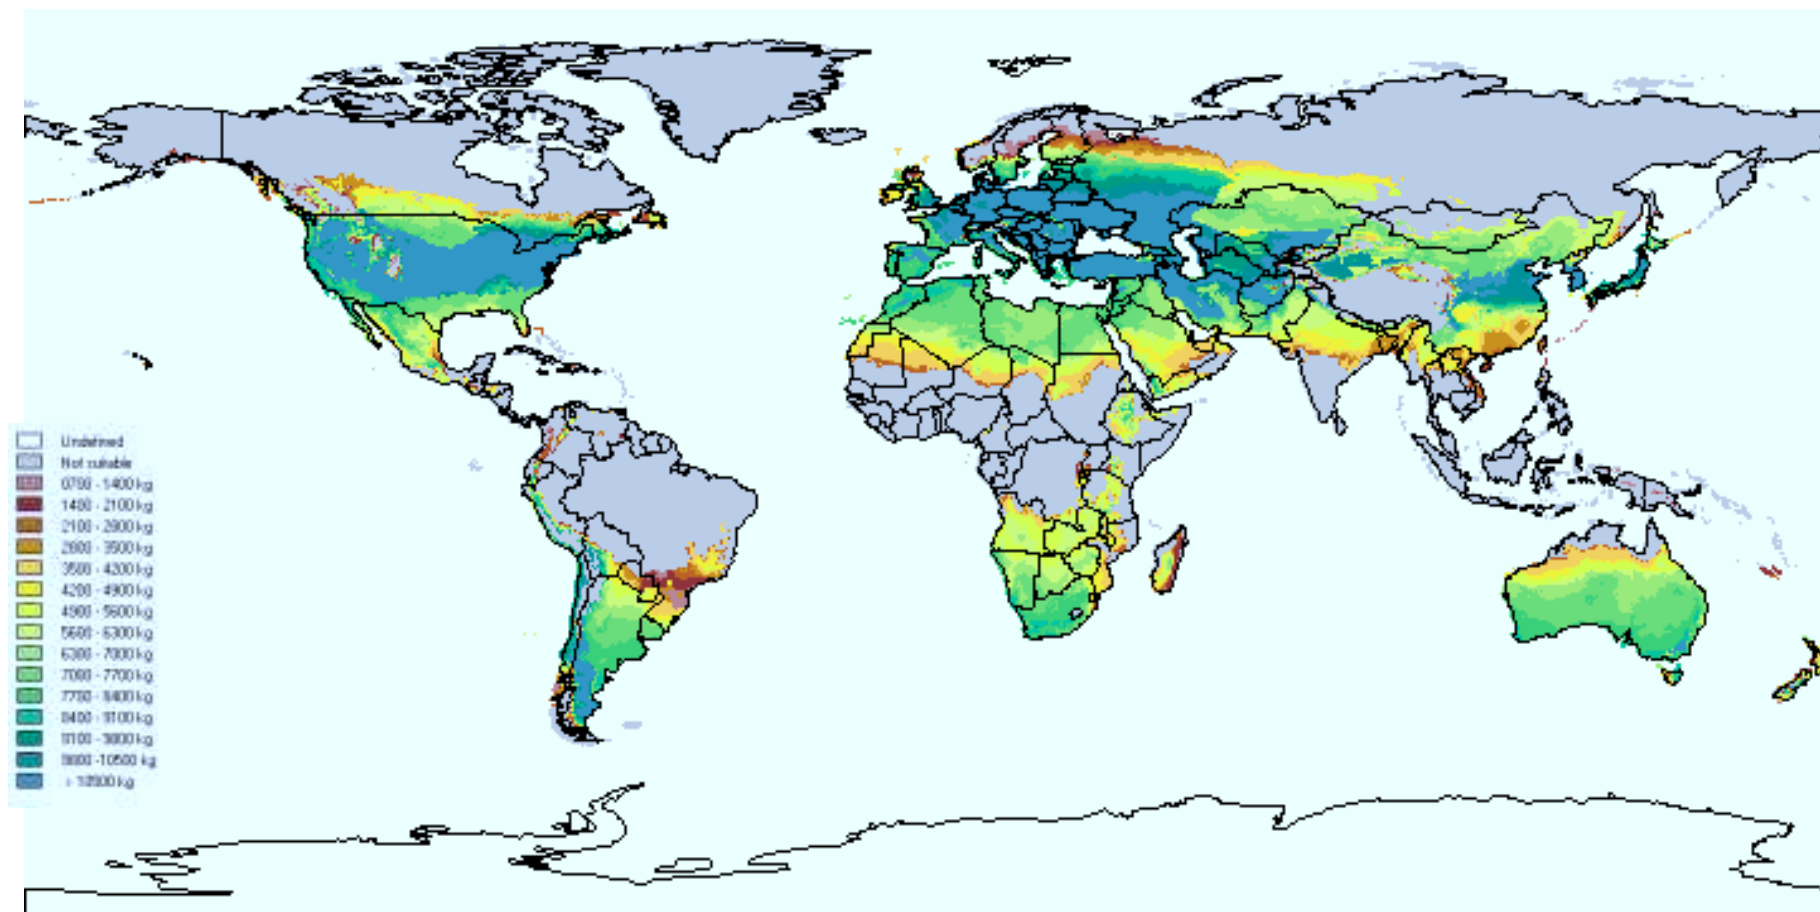 Undefined
Not suitable
0700 - 1400 kg
1400 - 2100 kg
2100 - 2800 kg
2800 - 3500 kg
3500 - 4200 kg
4200 - 4900 kg
4900 - 5600 kg
5600 - 6300 kg
6300 - 7000 kg
7000 - 7700 kg
7700 - 8400 kg
8400 - 9100 kg
9100 - 9800 kg
9800 -10500 kg
> 10500 kg